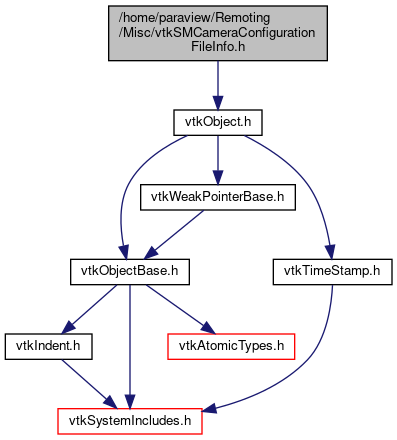 /home/paraview/Remoting
/Misc/vtkSMCameraConfiguration
FileInfo.h
vtkObject.h
vtkWeakPointerBase.h
vtkObjectBase.h
vtkTimeStamp.h
vtkIndent.h
vtkAtomicTypes.h
vtkSystemIncludes.h